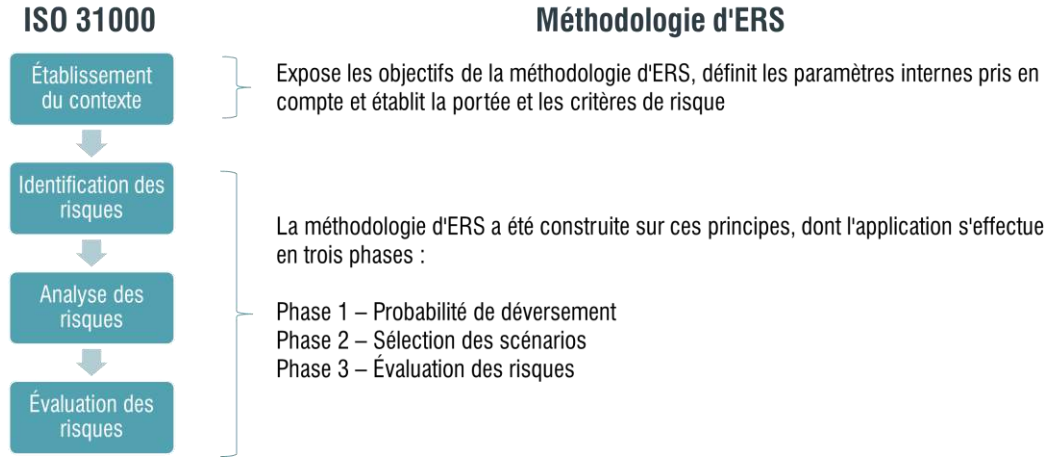 ISO 31000
Méthodologie d'ERS
Établissement
du contexte
Expose les objectifs de la méthodologie d'ERS, définit les paramètres internes pris en
compte et établit la portée et les critères de risque
Identification des
risques
Analyse des
risques
Évaluation des
risques
La méthodologie d'ERS a été construite sur ces principes, dont l'application s'effectue
en trois phases :
Phase 1 – Probabilité de déversement
Phase 2 – Sélection des scénarios
Phase 3 – Évaluation des risques